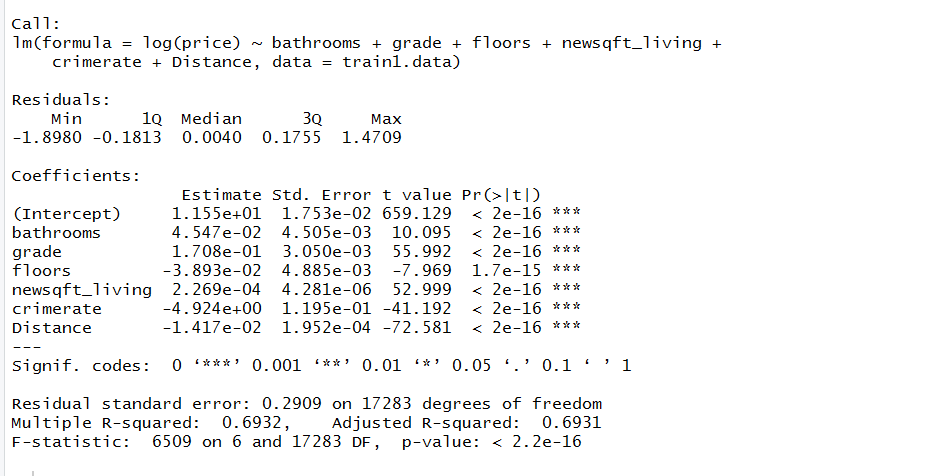 Call:
lm(formula = log(price) ~ bathrooms + grade + floors + newsqft_living +
    crimerate + Distance, data = train1.data)
Residuals:
    Min      1Q  Median      3Q     Max
-1.8980 -0.1813  0.0040  0.1755  1.4709
Coefficients:
                 Estimate Std. Error t value Pr(>|t|)
(Intercept)     1.155e+01  1.753e-02 659.129  < 2e-16 ***
bathrooms       4.547e-02  4.505e-03  10.095  < 2e-16 ***
grade           1.708e-01  3.050e-03  55.992  < 2e-16 ***
floors         -3.893e-02  4.885e-03  -7.969  1.7e-15 ***
newsqft_living  2.269e-04  4.281e-06  52.999  < 2e-16 ***
crimerate      -4.924e+00  1.195e-01 -41.192  < 2e-16 ***
Distance       -1.417e-02  1.952e-04 -72.581  < 2e-16 ***
---
Signif. codes:  0 ‘***’ 0.001 ‘**’ 0.01 ‘*’ 0.05 ‘.’ 0.1 ‘ ’ 1
Residual standard error: 0.2909 on 17283 degrees of freedom
Multiple R-squared:  0.6932,    Adjusted R-squared:  0.6931
F-statistic:  6509 on 6 and 17283 DF,  p-value: < 2.2e-16